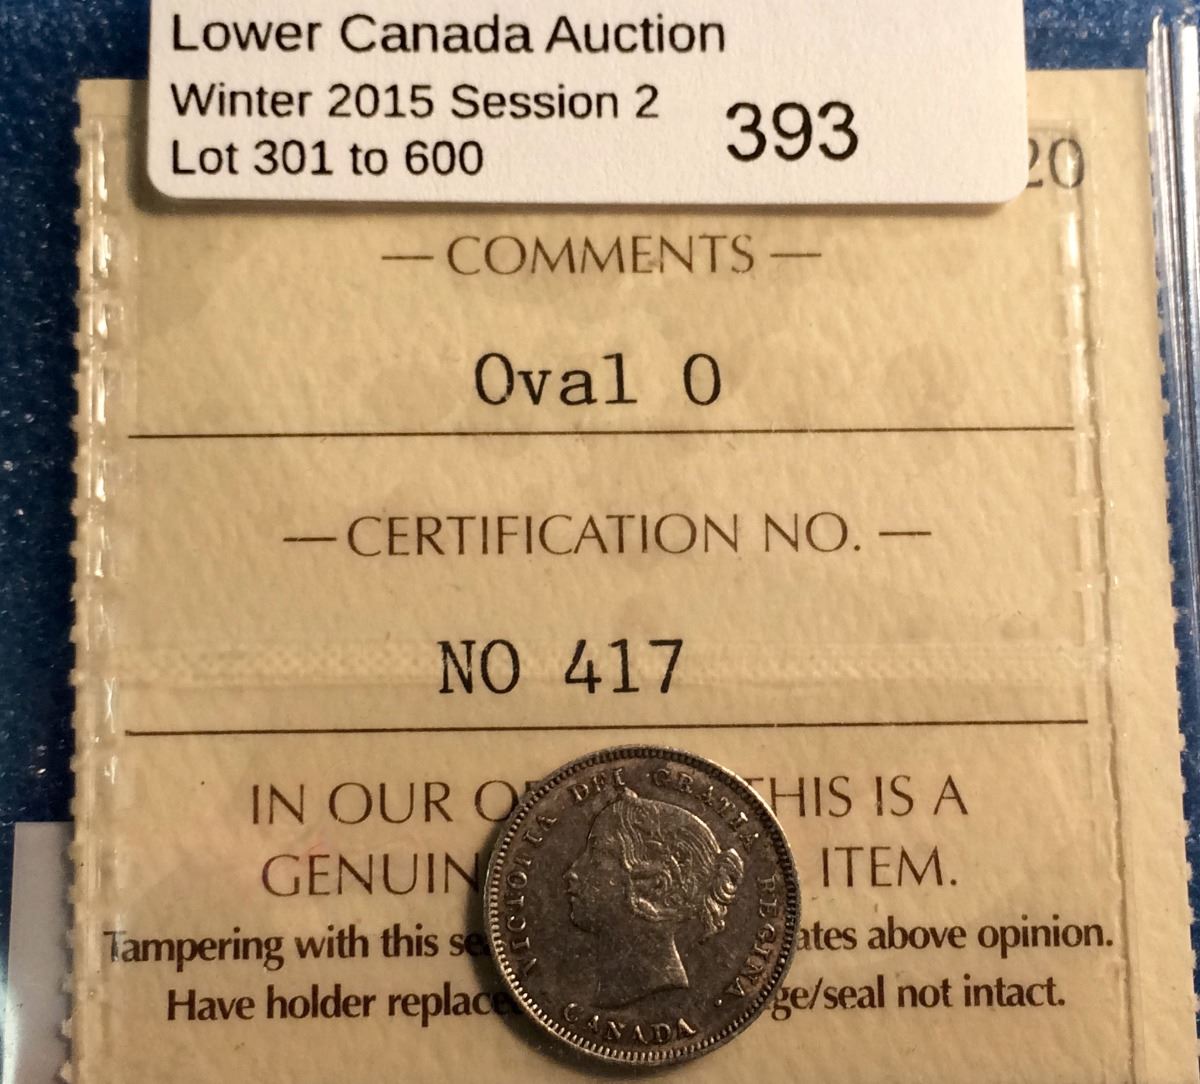 Lower Canada Auction
Winter 2015 Session 2
Lot 301 to 600
393
20
— COMMENTS —
Oval 0
— CERTIFICATION NO. —
NO 417
IN OUR O THIS IS A
GENUIN ITEM.
Tampering with this se ates above opinion.
Have holder replace ge/seal not intact.
VICTORIA DEI GRATIA REGINA.
CANADA